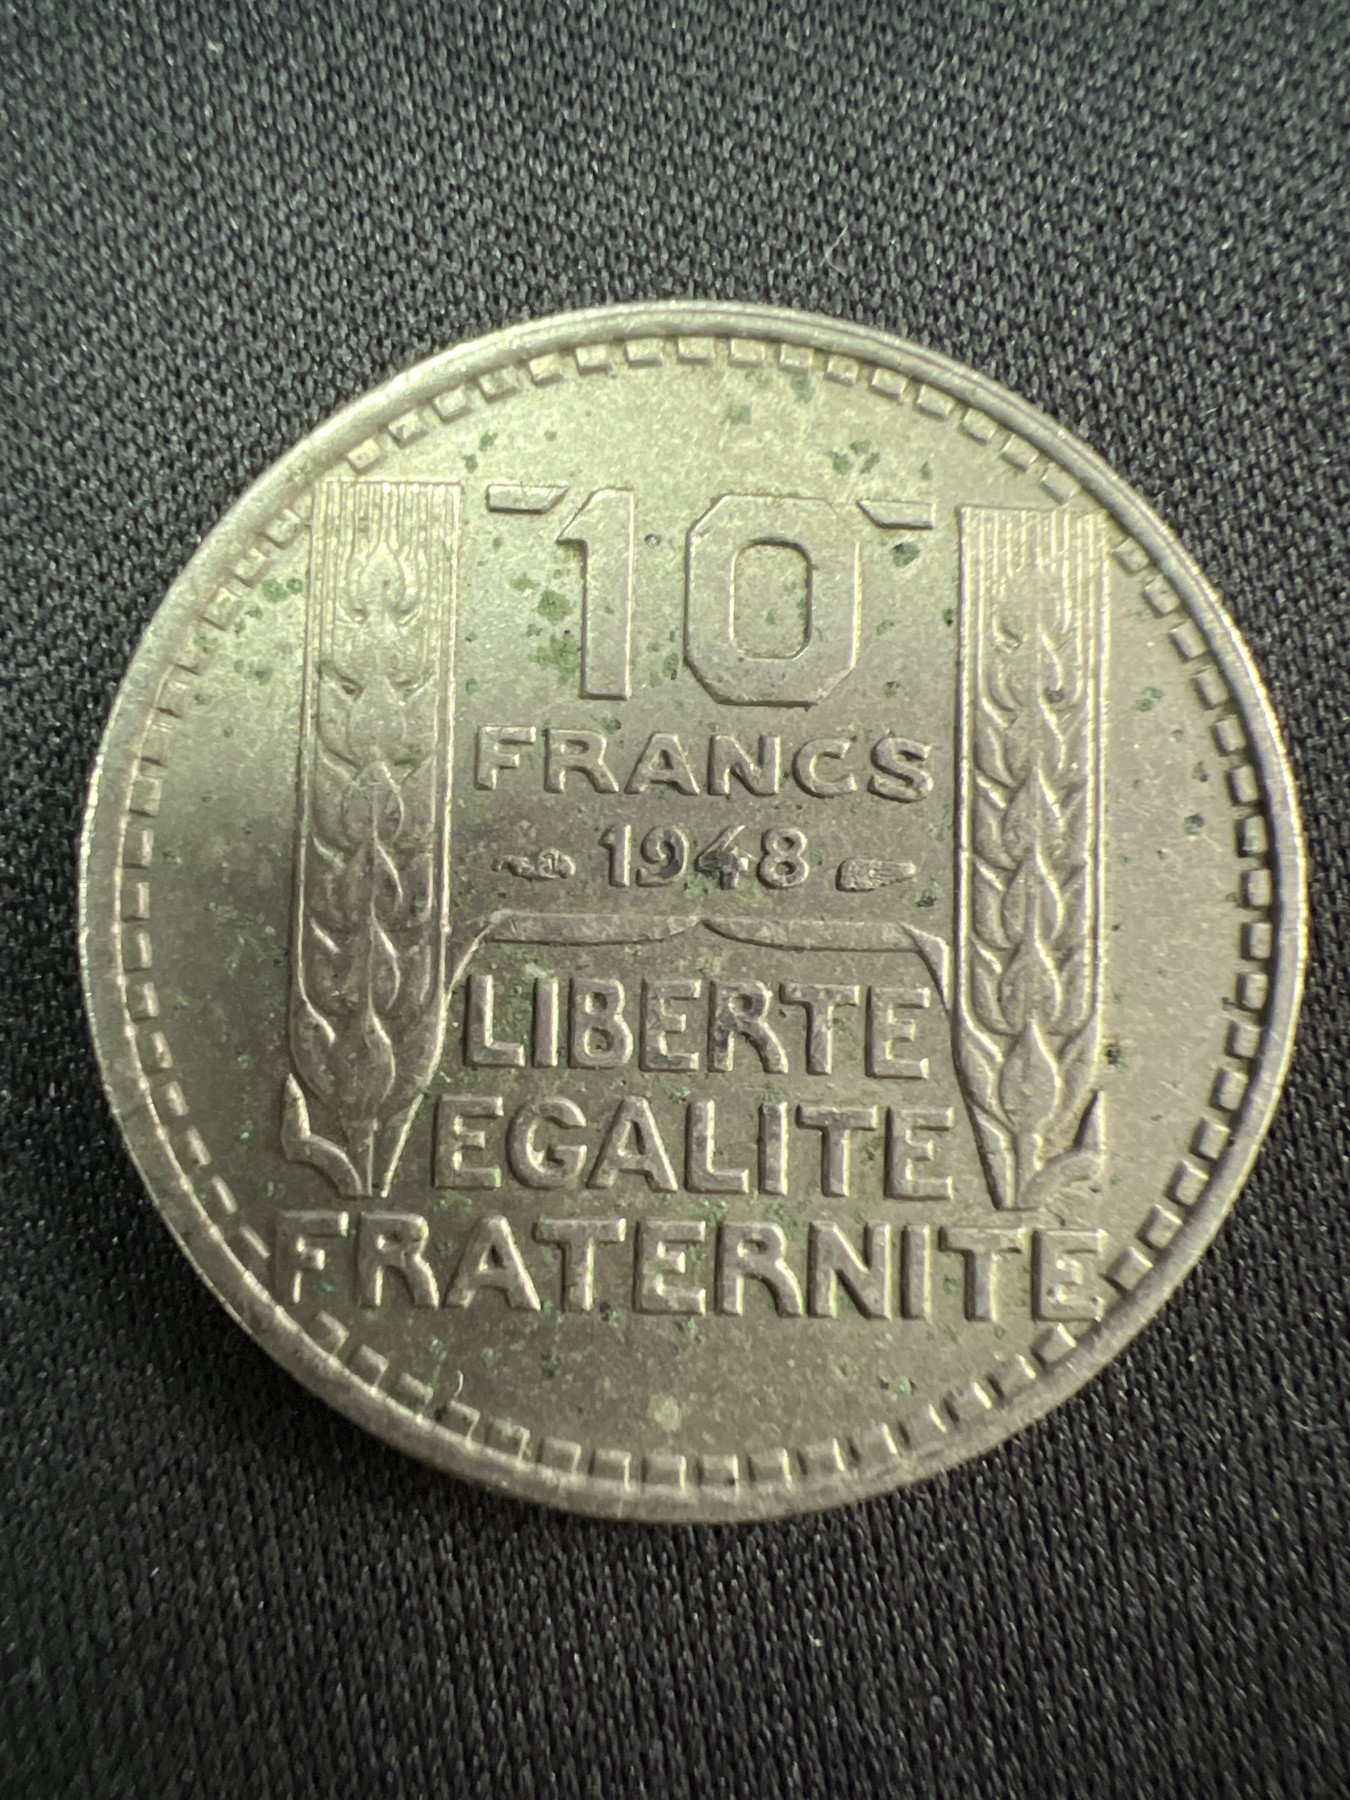 10
FRANCS
1948
LIBERTE
EGALITE
FRATERNITE